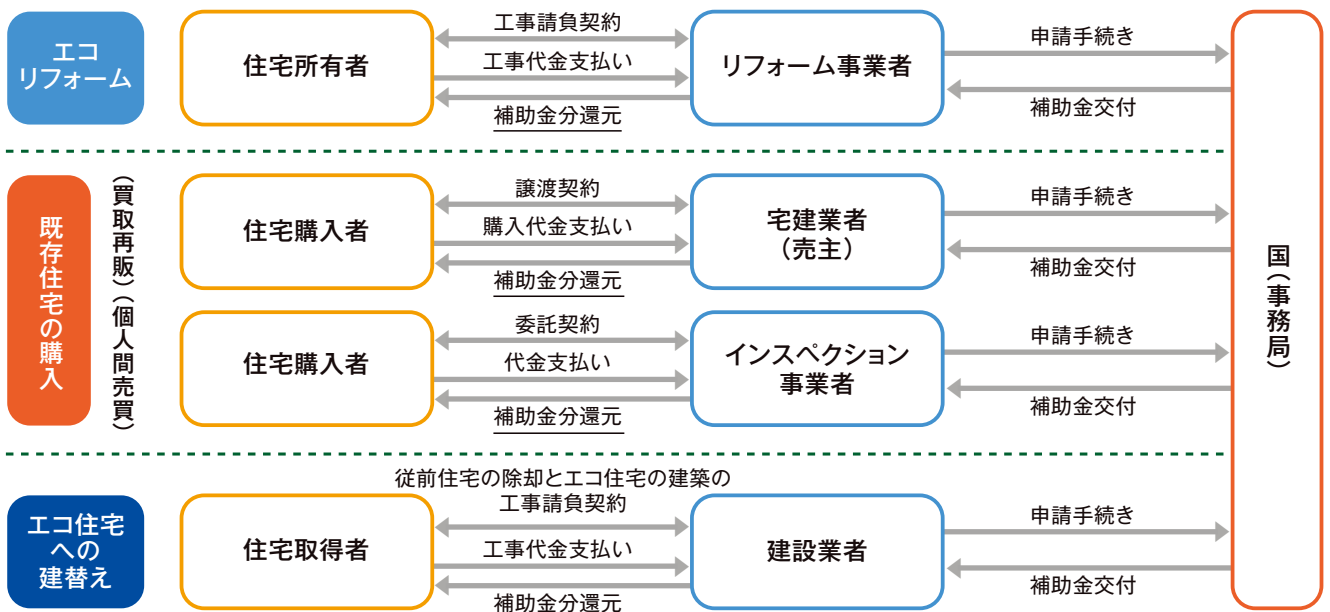 エコ
リフォーム
住宅所有者
工事請負契約
工事代金支払い
補助金分還元
リフォーム事業者
申請手続き
補助金交付
既存住宅の購入
（買取再販）（個人間売買）
住宅購入者
譲渡契約
購入代金支払い
補助金分還元
宅建業者
（売主）
申請手続き
補助金交付
住宅購入者
委託契約
代金支払い
補助金分還元
インスペクション
事業者
申請手続き
補助金交付
エコ住宅
への
建替え
住宅取得者
従前住宅の除却とエコ住宅の建築の
工事請負契約
工事代金支払い
補助金分還元
建設業者
申請手続き
補助金交付
国（事務局）